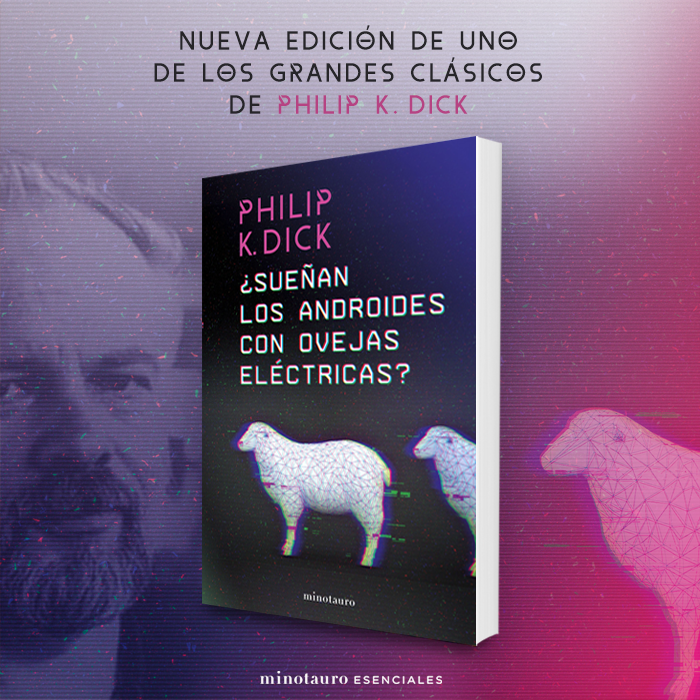 NUEVA EDICIÓN DE UNO
DE LOS GRANDES CLÁSICOS
DE PHILIP K. DICK
PHILIP
K. DICK
¿SUEÑAN
LOS ANDROIDES
CON OVEJAS
ELÉCTRICAS?
minotauro
minotauro ESENCIALES